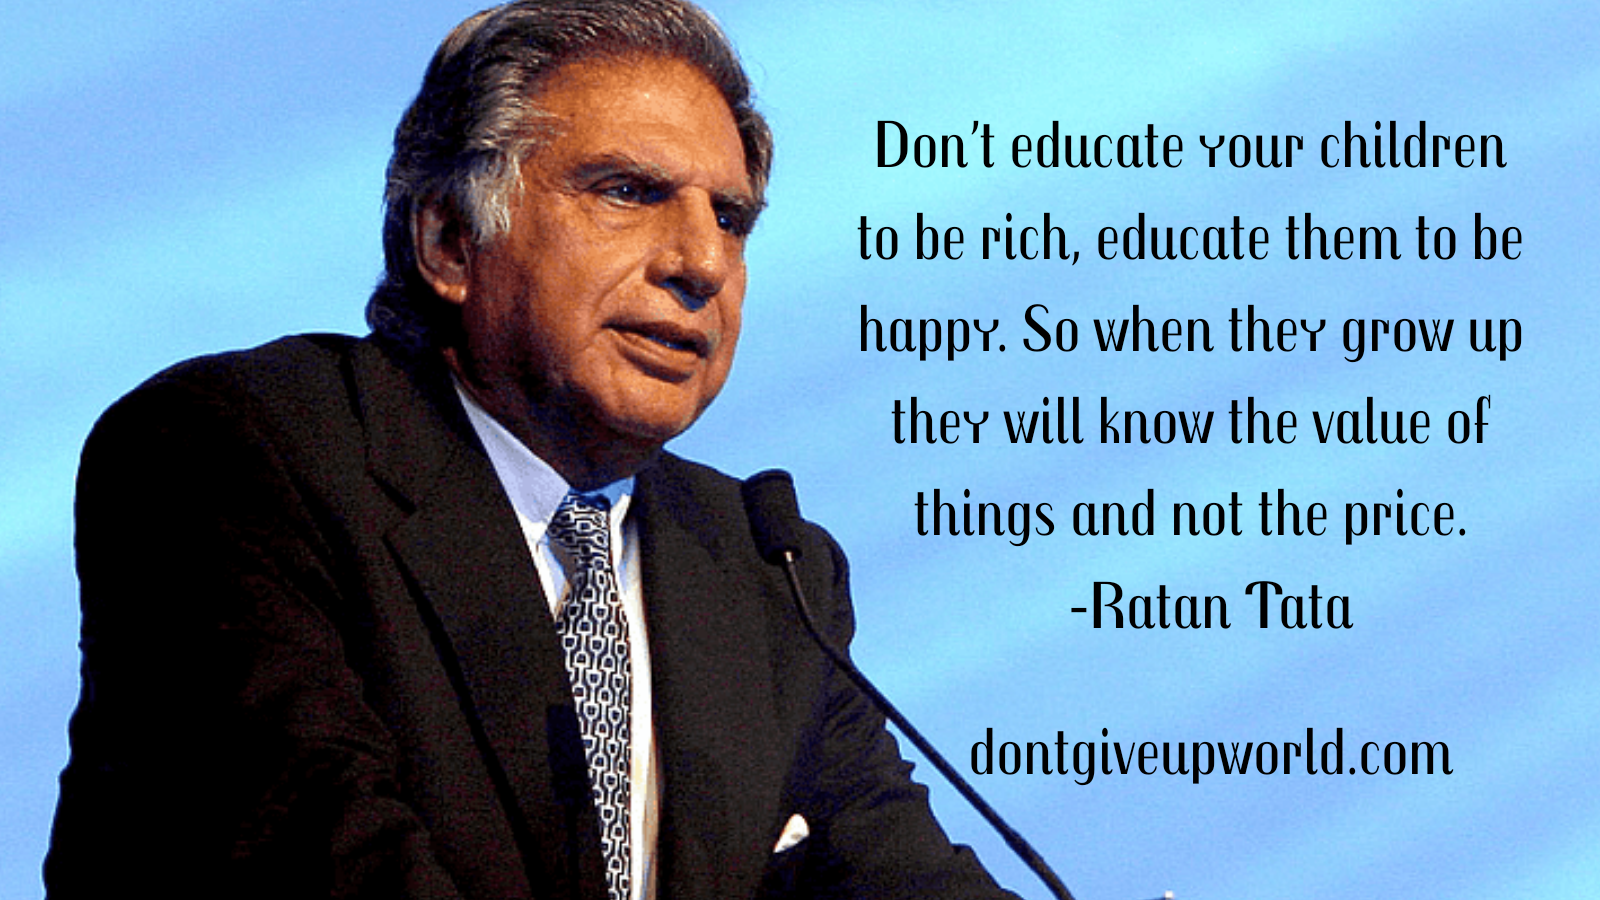 Don't educate your children
to be rich, educate them to be
happy. So when they grow up
they will know the value of
things and not the price.
-Ratan Tata
dontgiveupworld.com